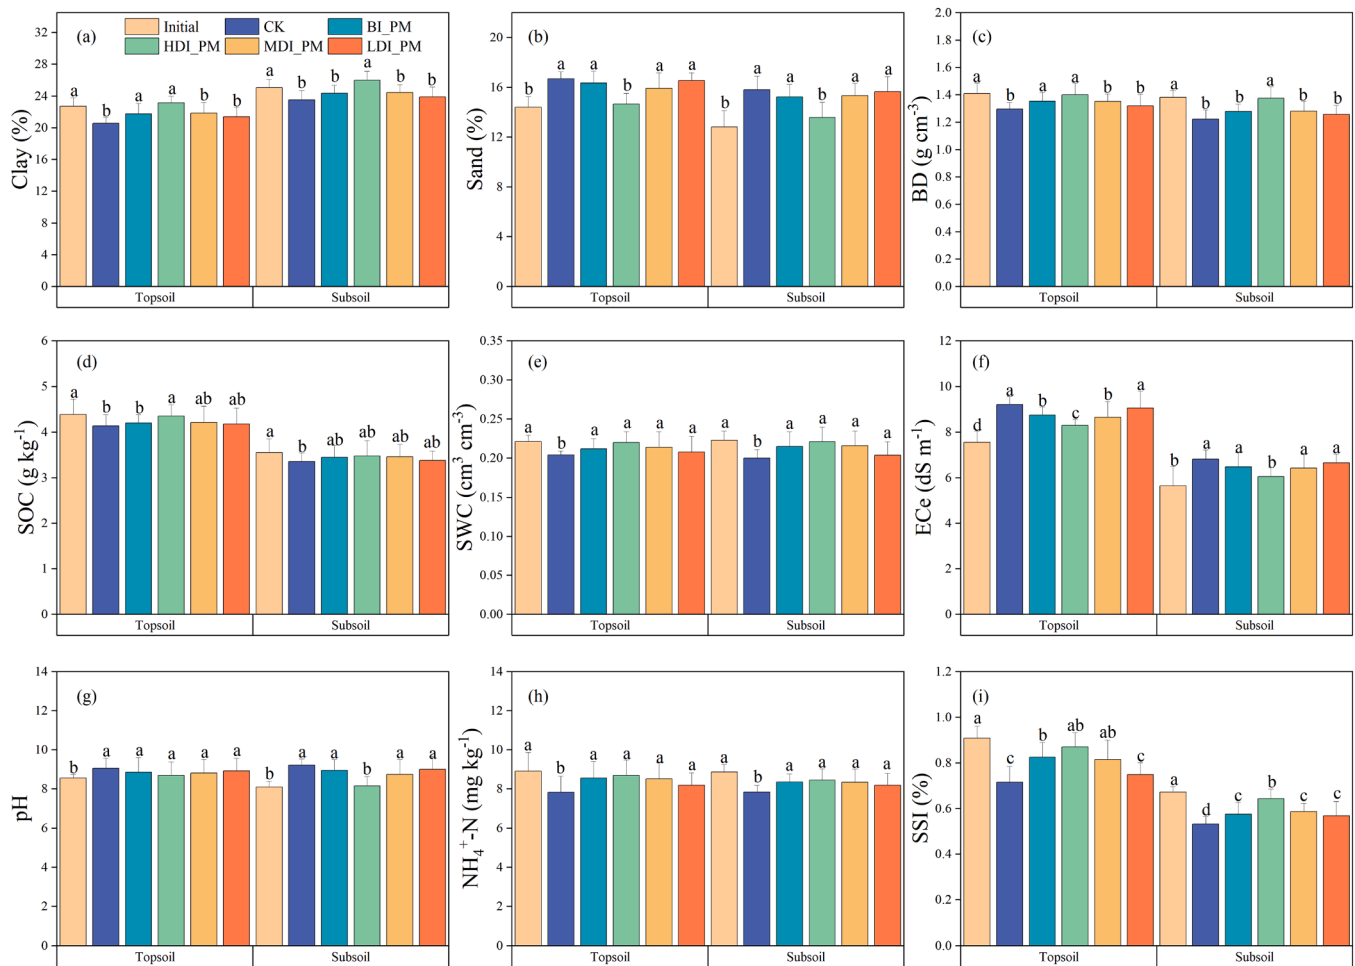 (a) Initial CK BI_PM
HDI_PM MDI_PM LDI_PM
Clay (%)
32
28
24
20
16
12
8
4
0
a b a a b b a b b a b b
Topsoil Subsoil
(b)
Sand (%)
20
16
12
8
4
0
b a a b a a b a a b a a
Topsoil Subsoil
(c)
BD (g cm-3)
2.0
1.8
1.6
1.4
1.2
1.0
0.8
0.6
0.4
0.2
0.0
a b a a b b a b b a b b
Topsoil Subsoil
(d)
SOC (g kg-1)
6
5
4
3
2
1
0
a b b a ab ab a b ab ab ab ab
Topsoil Subsoil
(e)
SWC (cm3 cm-3)
0.35
0.30
0.25
0.20
0.15
0.10
0.05
0.00
a b a a a a a b a a a a
Topsoil Subsoil
(f)
ECe (dS m-1)
12
10
8
6
4
2
0
d a b c b a b a a b a a
Topsoil Subsoil
(g)
pH
14
12
10
8
6
4
2
0
b a a a a a b a a b a a
Topsoil Subsoil
(h)
NH4+-N (mg kg-1)
14
12
10
8
6
4
2
0
a b a a a a a b a a a a
Topsoil Subsoil
(i)
SSI (%)
1.2
1.0
0.8
0.6
0.4
0.2
0.0
a c b ab ab c a d c b c c
Topsoil Subsoil